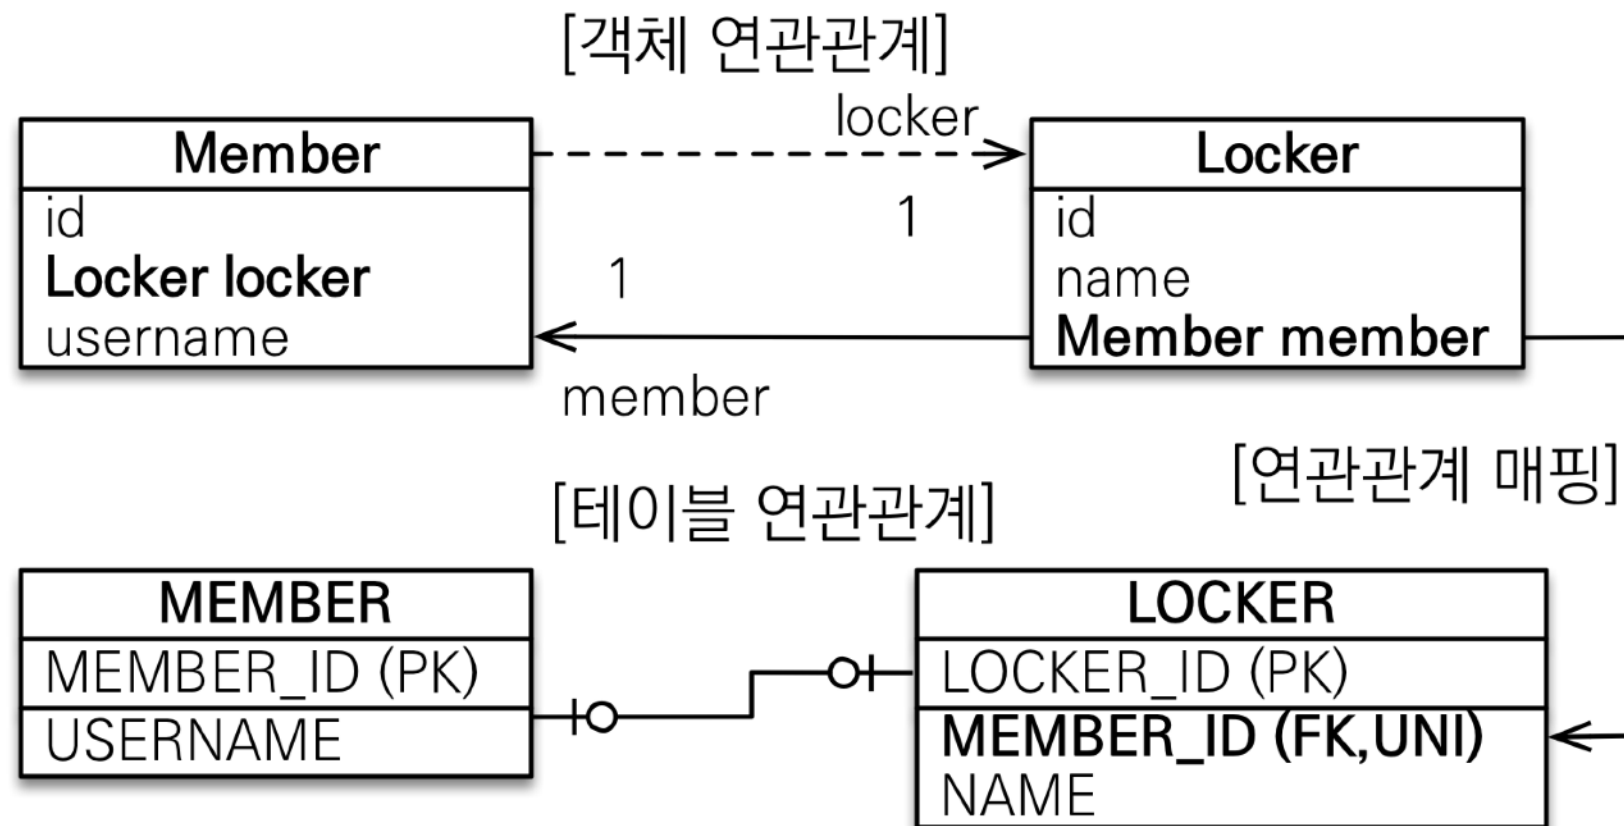 [객체 연관관계]
locker
Member
Locker
id
Locker locker
username
1
1
id
name
Member member
member
[연관관계 매핑]
[테이블 연관관계]
MEMBER
MEMBER_ID (PK)
USERNAME
LOCKER
LOCKER_ID (PK)
MEMBER_ID (FK,UNI)
NAME